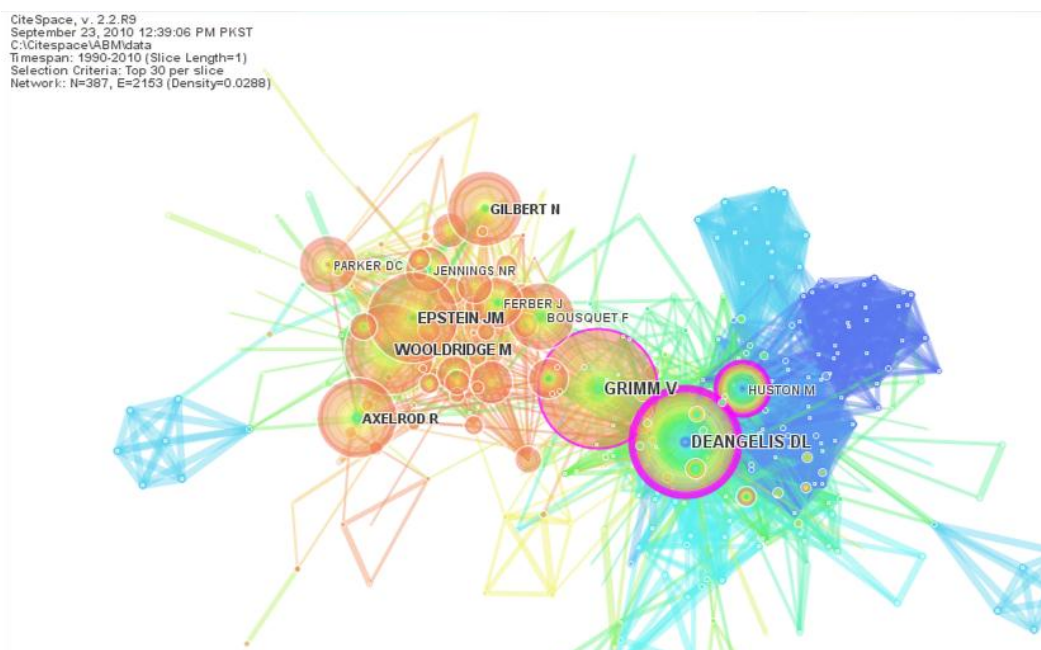 CiteSpace, v. 2.2.R9
September 23, 2010 12:39:06 PM PKST
C:\Citespace\ABM\data
Timespan: 1990-2010 (Slice Length=1)
Selection Criteria: Top 30 per slice
Network: N=387, E=2153 (Density=0.0288)
GILBERT N
PARKER DC
JENNINGS NR
FERBER J
EPSTEIN JM
BOUSQUET F
WOOLDRIDGE M
GRIMM V
HUSTON M
AXELROD R
DEANGELIS DL